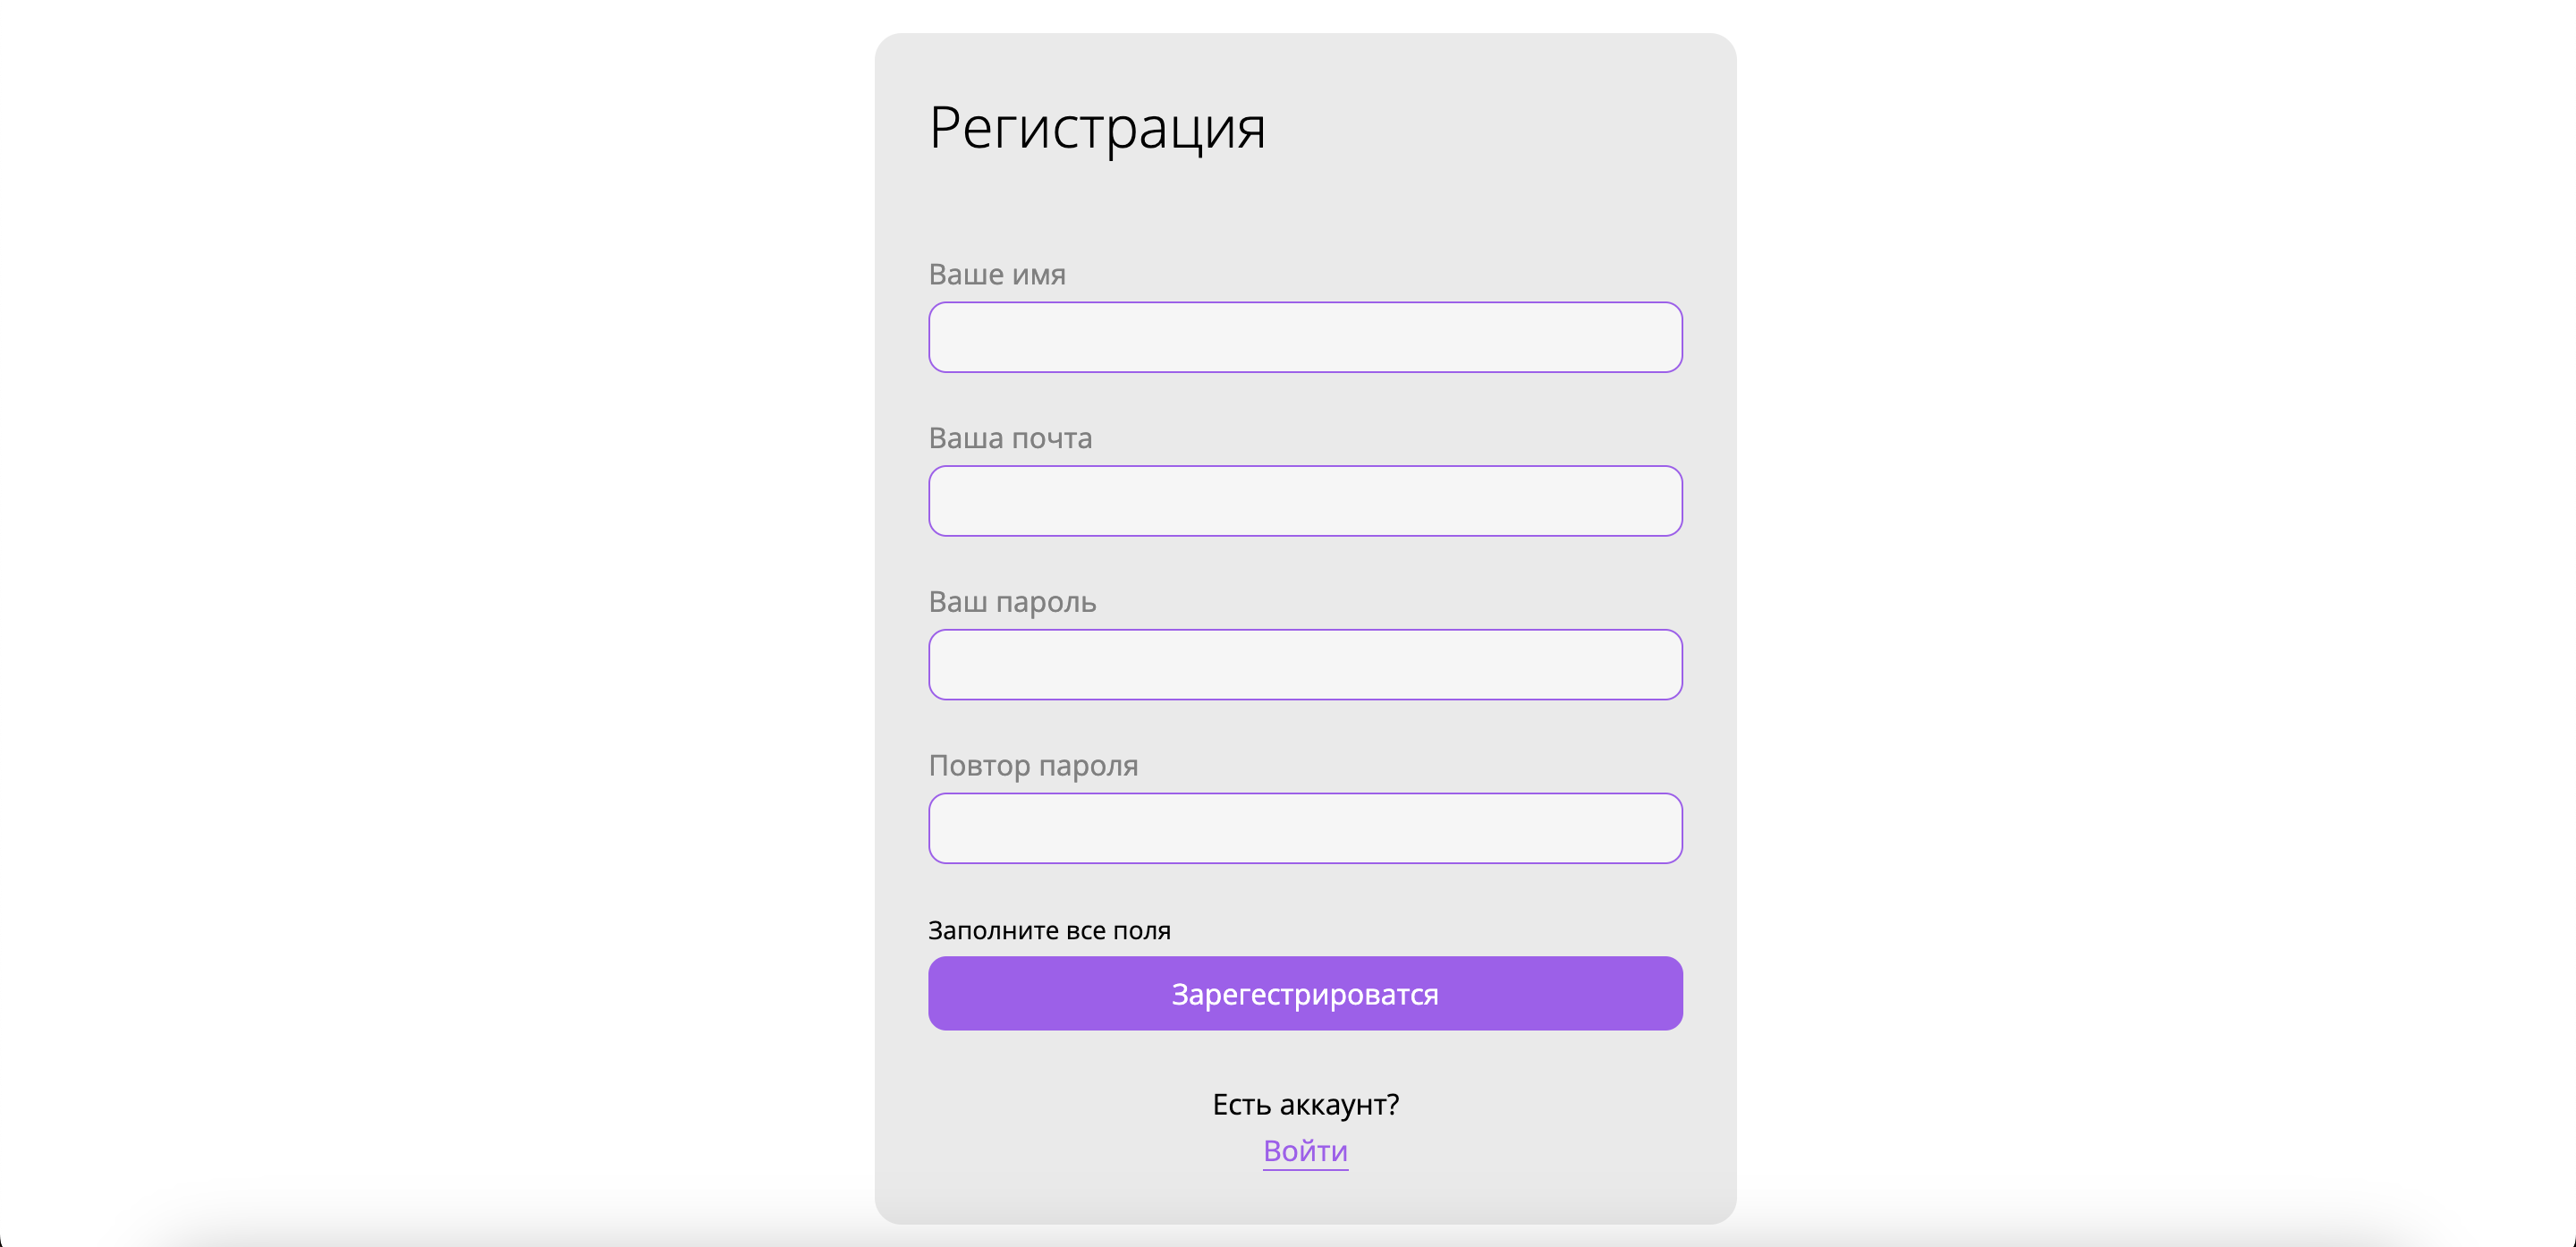 Регистрация
Ваше имя
Ваша почта
Ваш пароль
Повтор пароля
Заполните все поля
Зарегестрироватся
Есть аккаунт?
Войти